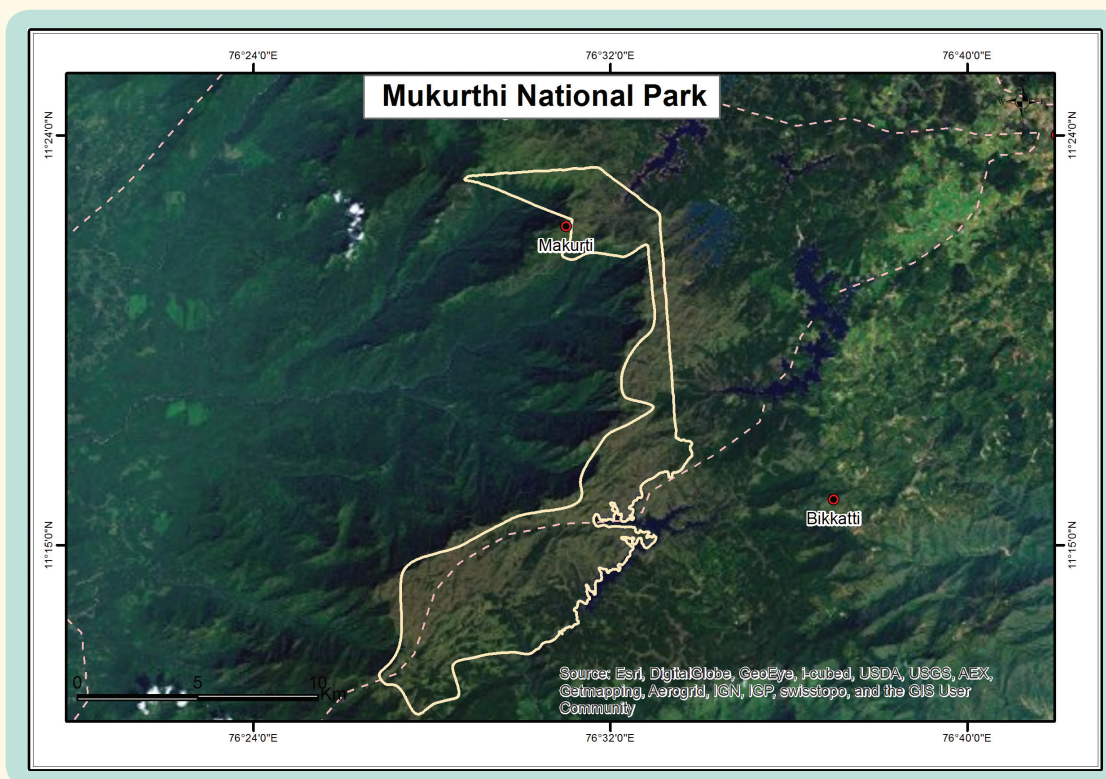 76°24'0"E 76°32'0"E 76°40'0"E
Mukurthi National Park
11°24'0"N 11°24'0"N
Makurti
Bikkatti
11°15'0"N 11°15'0"N
0 5 10
Km
Source: Esri, DigitalGlobe, GeoEye, i-cubed, USDA, USGS, AEX,
Getmapping, Aerogrid, IGN, IGP, swisstopo, and the GIS User
Community
76°24'0"E 76°32'0"E 76°40'0"E